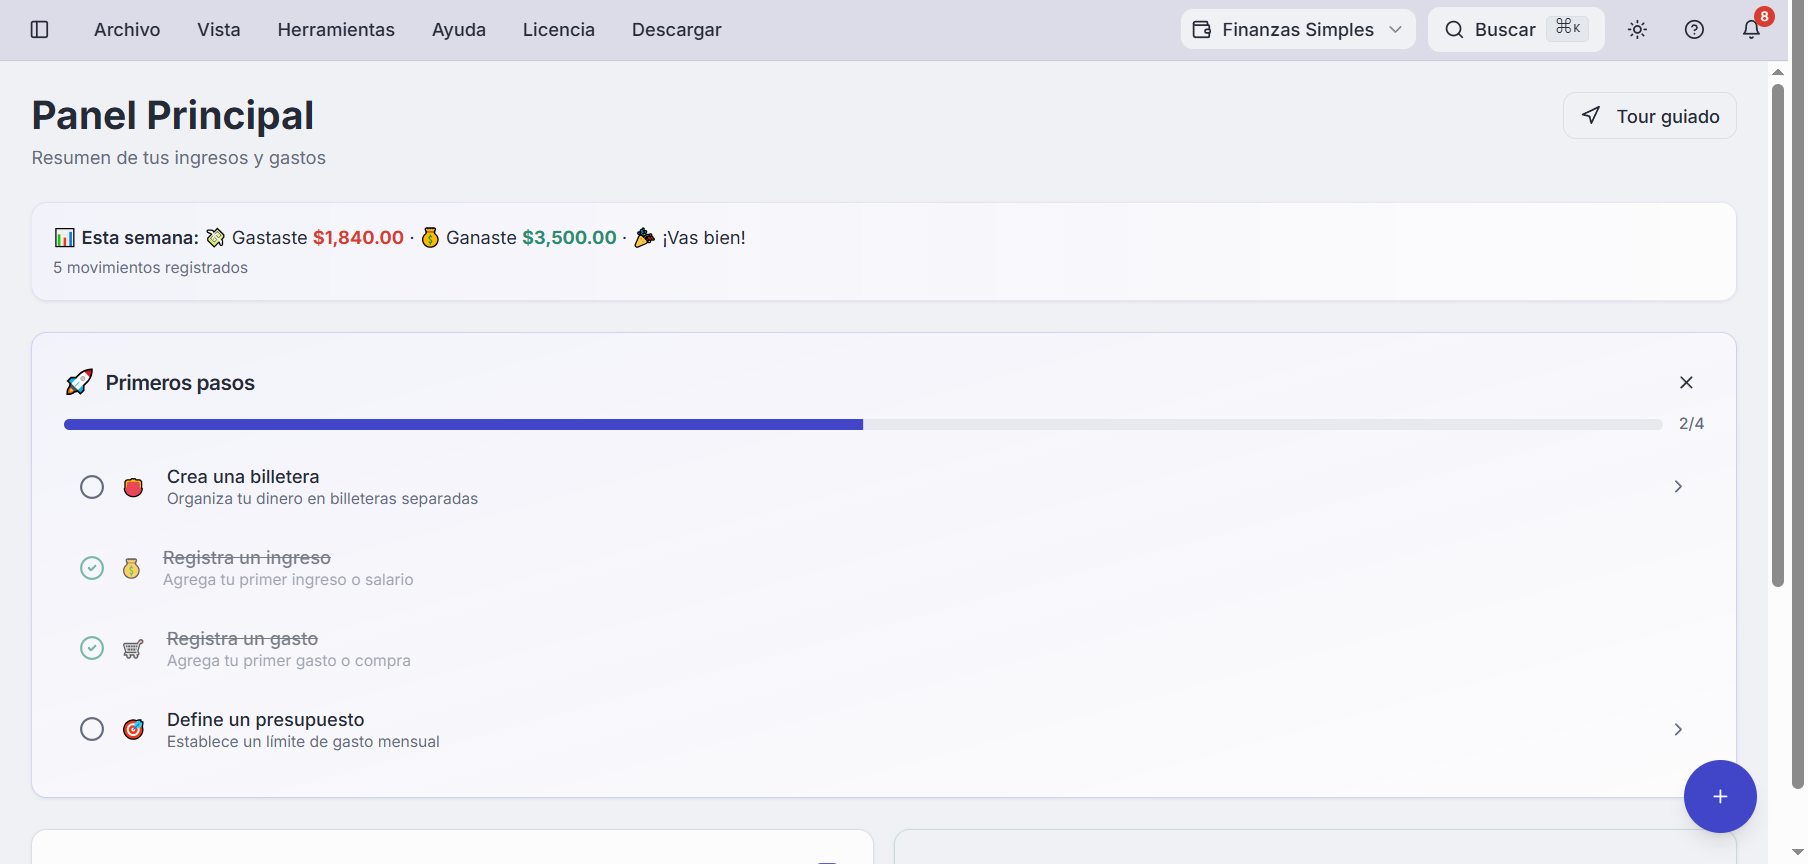 Archivo Vista Herramientas Ayuda Licencia Descargar Finanzas Simples Buscar ⌘K 8
Panel Principal
Tour guiado
Resumen de tus ingresos y gastos
Esta semana: Gastaste $1,840.00 · Ganaste $3,500.00 · ¡Vas bien!
5 movimientos registrados
Primeros pasos
2/4
Crea una billetera
Organiza tu dinero en billeteras separadas
Registra un ingreso
Agrega tu primer ingreso o salario
Registra un gasto
Agrega tu primer gasto o compra
Define un presupuesto
Establece un límite de gasto mensual